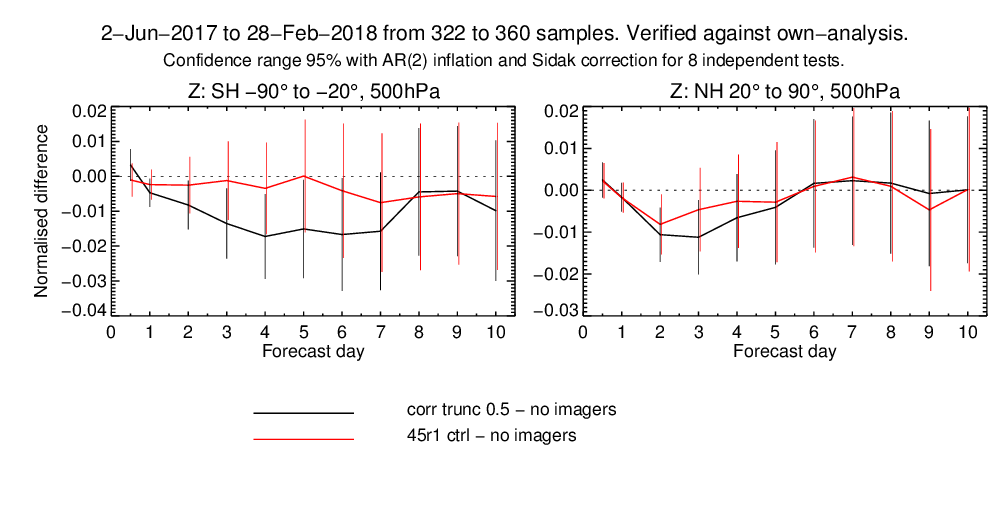 2−Jun−2017 to 28−Feb−2018 from 322 to 360 samples. Verified against own−analysis.
Confidence range 95% with AR(2) inflation and Sidak correction for 8 independent tests.
Z: SH −90° to −20°, 500hPa
Normalised difference
0.02
0.01
0.00
−0.01
−0.02
−0.03
−0.04
0 1 2 3 4 5 6 7 8 9 10
Forecast day
Z: NH 20° to 90°, 500hPa
0.02
0.01
0.00
−0.01
−0.02
−0.03
0 1 2 3 4 5 6 7 8 9 10
Forecast day
corr trunc 0.5 − no imagers
45r1 ctrl − no imagers